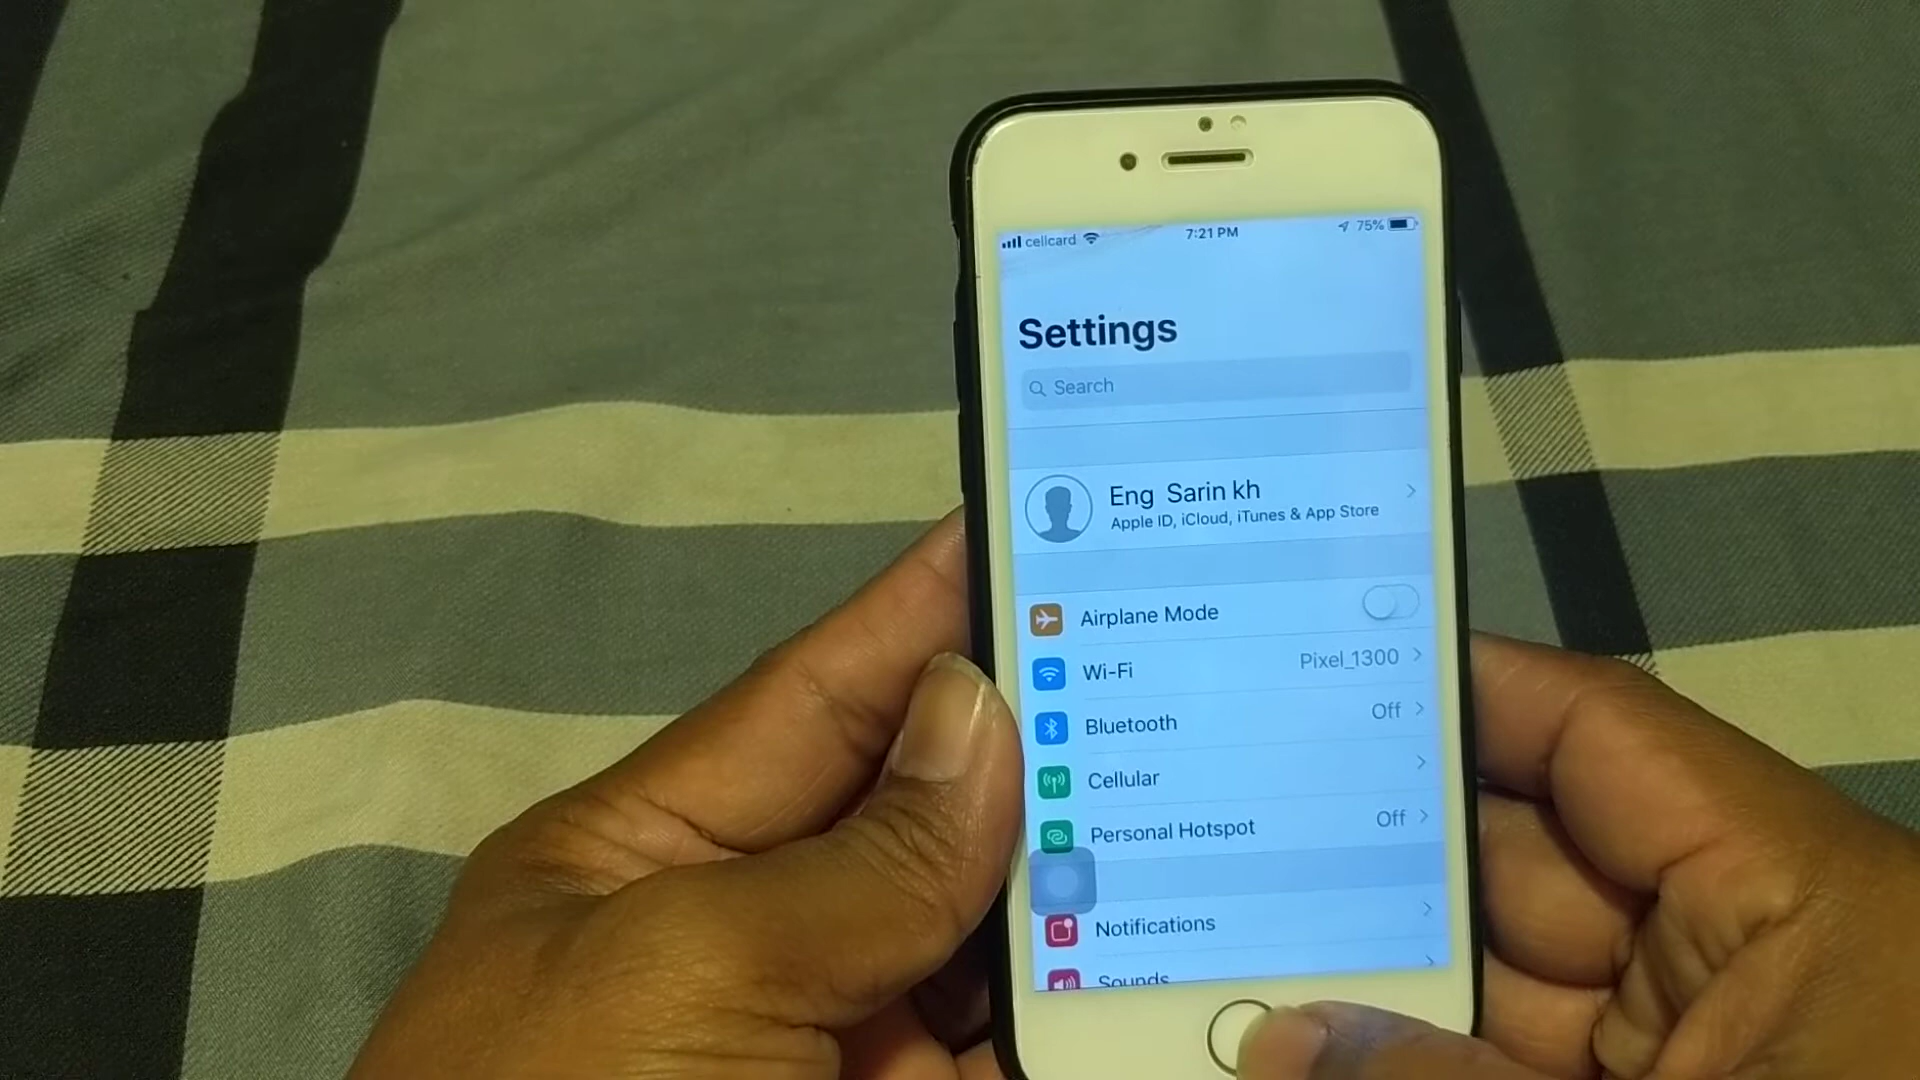 cellcard 7:21 PM 75%
Settings
Search
Eng Sarin kh
Apple ID, iCloud, iTunes & App Store
Airplane Mode
Wi-Fi Pixel_1300
Bluetooth Off
Cellular
Personal Hotspot Off
Notifications
Sounds